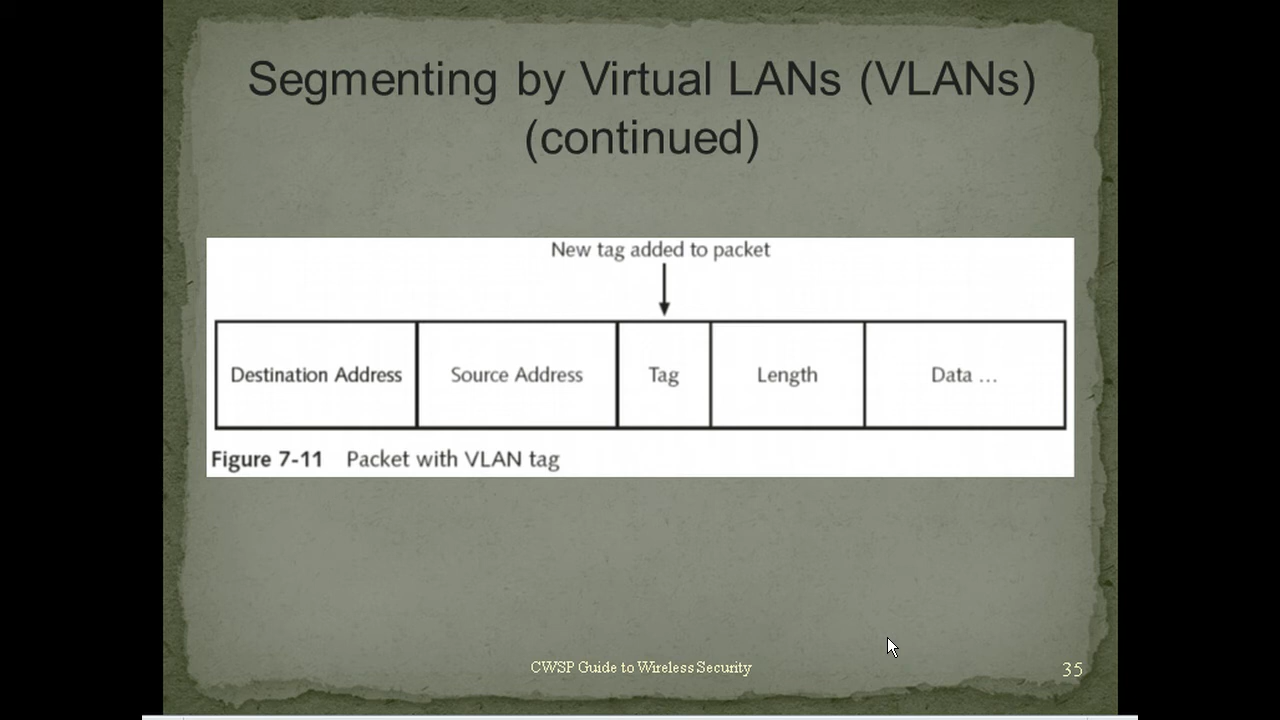 Segmenting by Virtual LANs (VLANs)
(continued)
New tag added to packet
Destination Address Source Address Tag Length Data ...
Figure 7-11 Packet with VLAN tag
CWSP Guide to Wireless Security 35